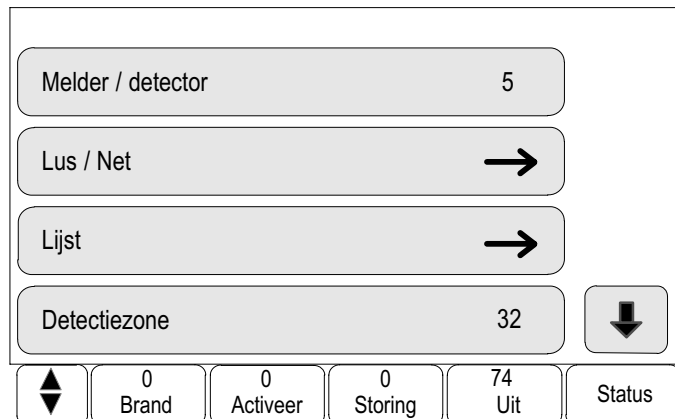 Melder / detector 5
Lus / Net
Lijst
Detectiezone 32
0 0 0 74
Brand Activeer Storing Uit Status